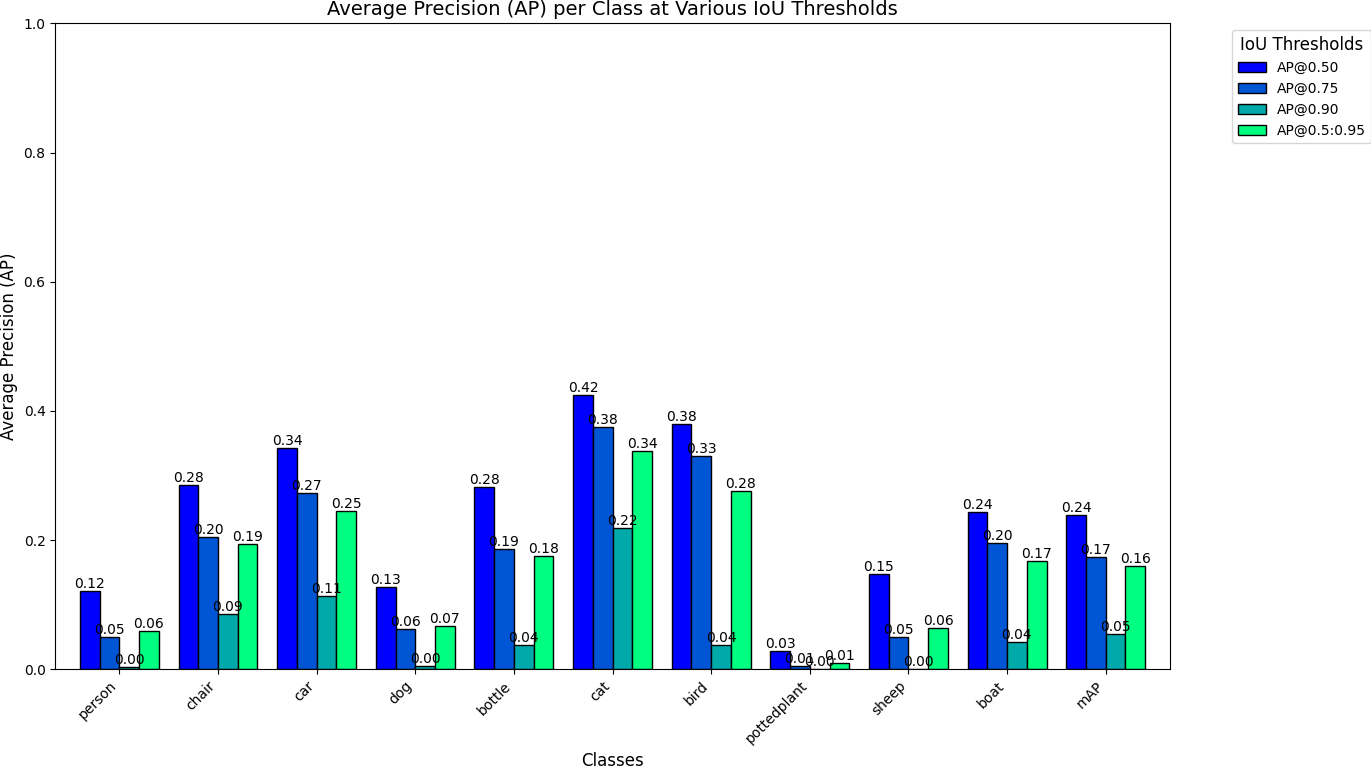 Average Precision (AP) per Class at Various IoU Thresholds
IoU Thresholds
AP@0.50
AP@0.75
AP@0.90
AP@0.5:0.95
Average Precision (AP)
1.0
0.8
0.6
0.4
0.2
0.0
0.12 0.05 0.00 0.06
0.28 0.20 0.09 0.19
0.34 0.27 0.11 0.25
0.13 0.06 0.00 0.07
0.28 0.19 0.04 0.18
0.42 0.38 0.22 0.34
0.38 0.33 0.04 0.28
0.03 0.01 0.00 0.01
0.15 0.05 0.00 0.06
0.24 0.20 0.04 0.17
0.24 0.17 0.05 0.16
person chair car dog bottle cat bird pottedplant sheep boat mAP
Classes